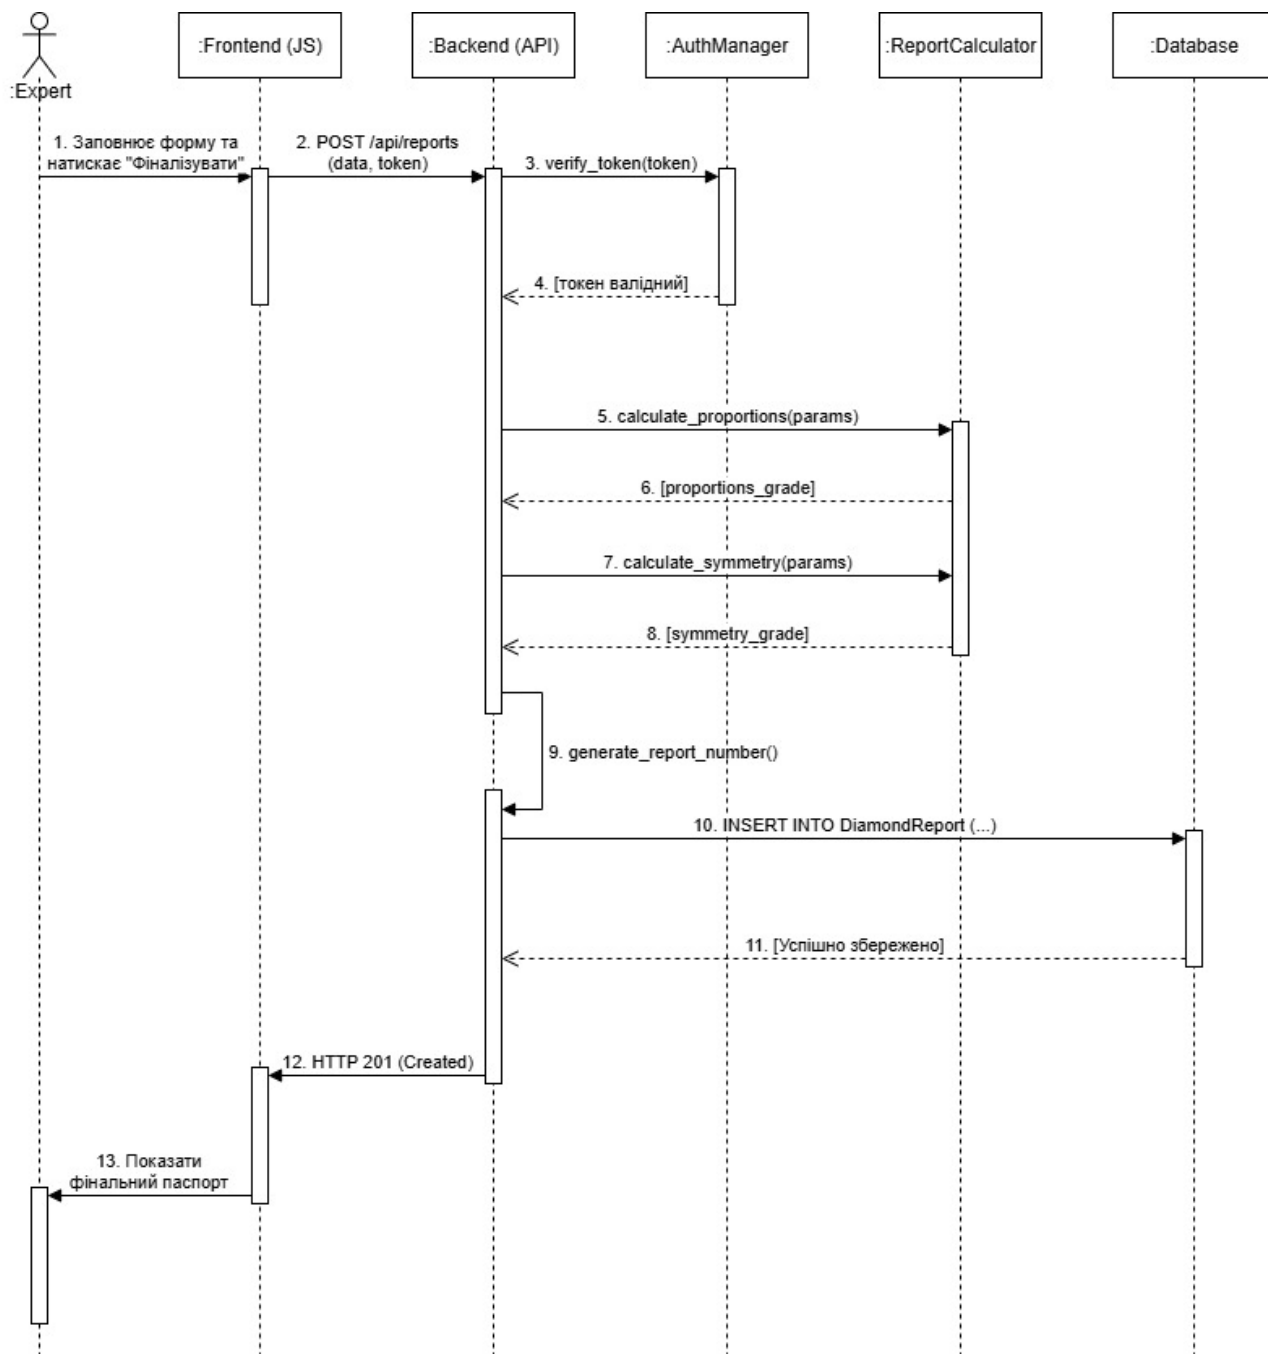 :Expert
:Frontend (JS)
:Backend (API)
:AuthManager
:ReportCalculator
:Database
1. Заповнює форму та
натискає "Фіналізувати"
2. POST /api/reports
(data, token)
3. verify_token(token)
4. [токен валідний]
5. calculate_proportions(params)
6. [proportions_grade]
7. calculate_symmetry(params)
8. [symmetry_grade]
9. generate_report_number()
10. INSERT INTO DiamondReport (...)
11. [Успішно збережено]
12. HTTP 201 (Created)
13. Показати
фінальний паспорт